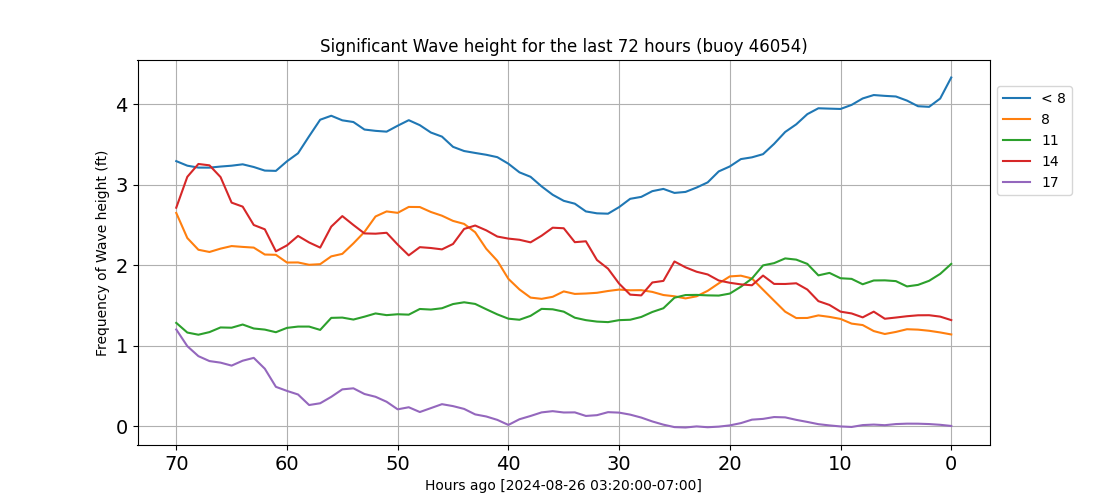 Significant Wave height for the last 72 hours (buoy 46054)
Frequency of Wave height (ft)
4
3
2
1
0
70 60 50 40 30 20 10 0
Hours ago [2024-08-26 03:20:00-07:00]
< 8
8
11
14
17